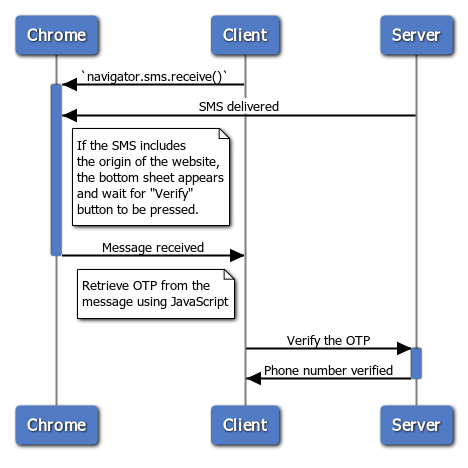 Chrome
Client
Server
`navigator.sms.receive()`
SMS delivered
If the SMS includes
the origin of the website,
the bottom sheet appears
and wait for "Verify"
button to be pressed.
Message received
Retrieve OTP from the
message using JavaScript
Verify the OTP
Phone number verified
Chrome
Client
Server